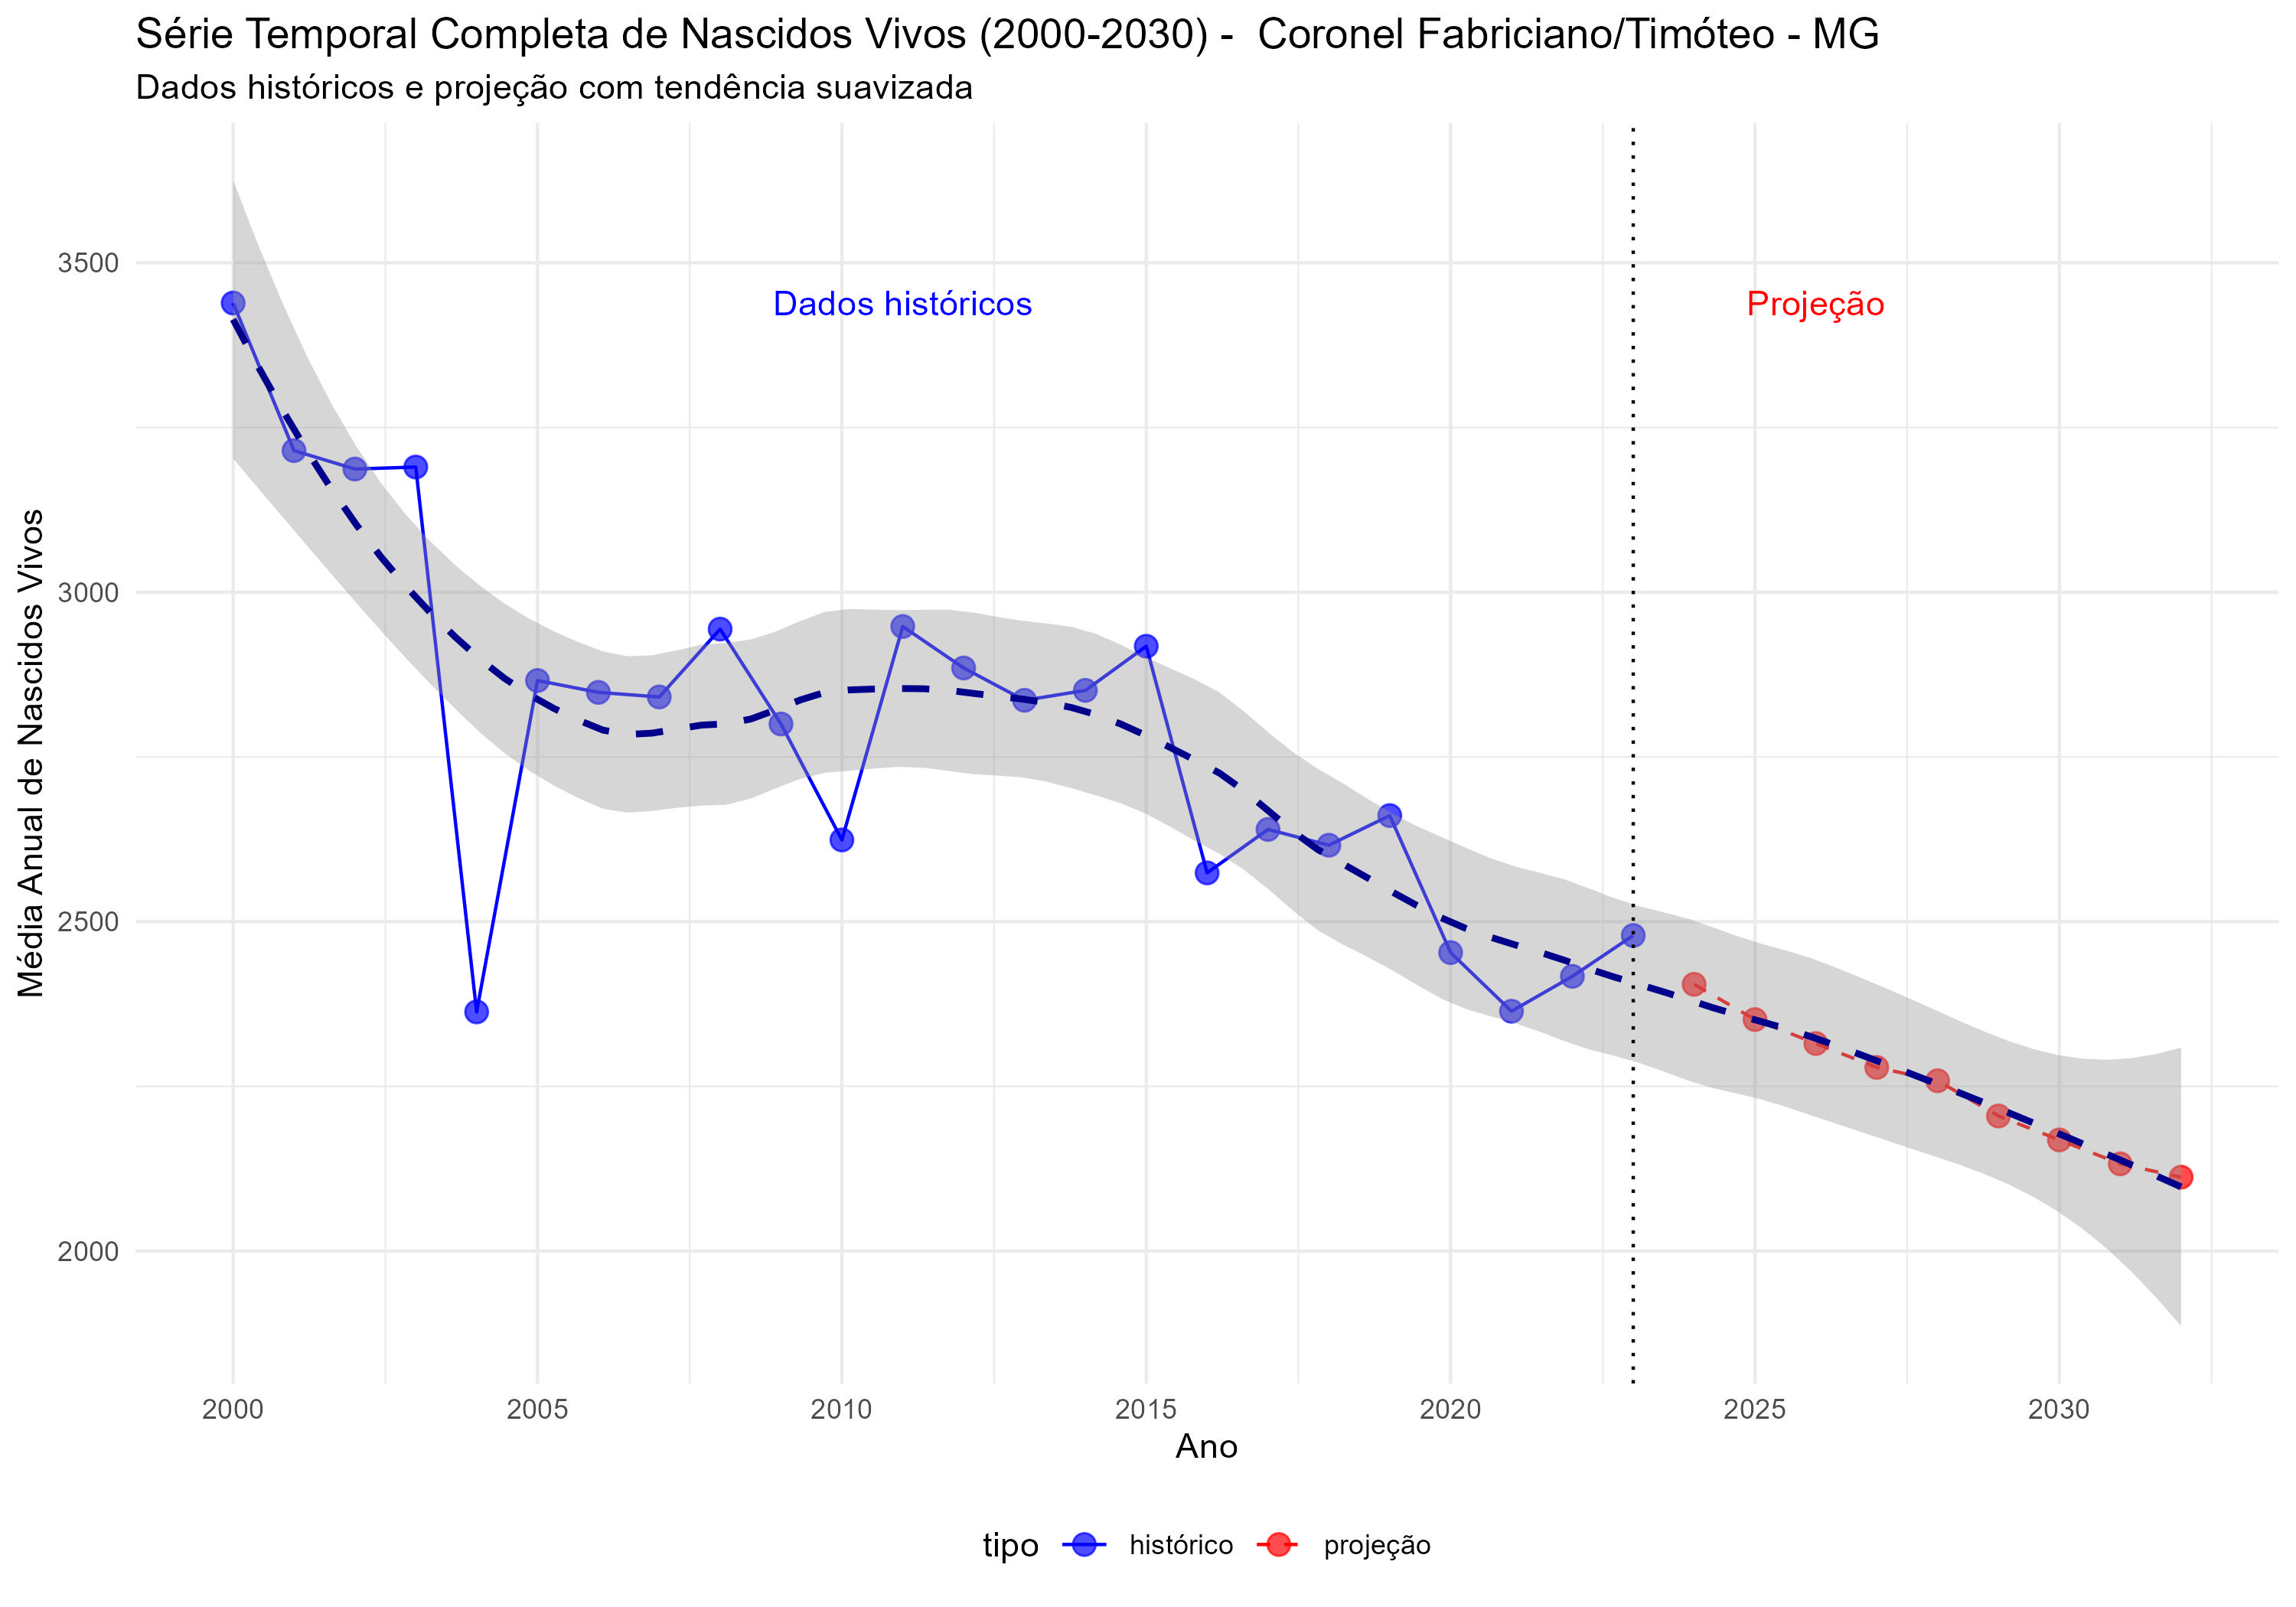 Série Temporal Completa de Nascidos Vivos (2000-2030) -  Coronel Fabriciano/Timóteo - MG
Dados históricos e projeção com tendência suavizada
Média Anual de Nascidos Vivos
3500
3000
2500
2000
Dados históricos
Projeção
2000
2005
2010
2015
2020
2025
2030
Ano
tipo
histórico
projeção